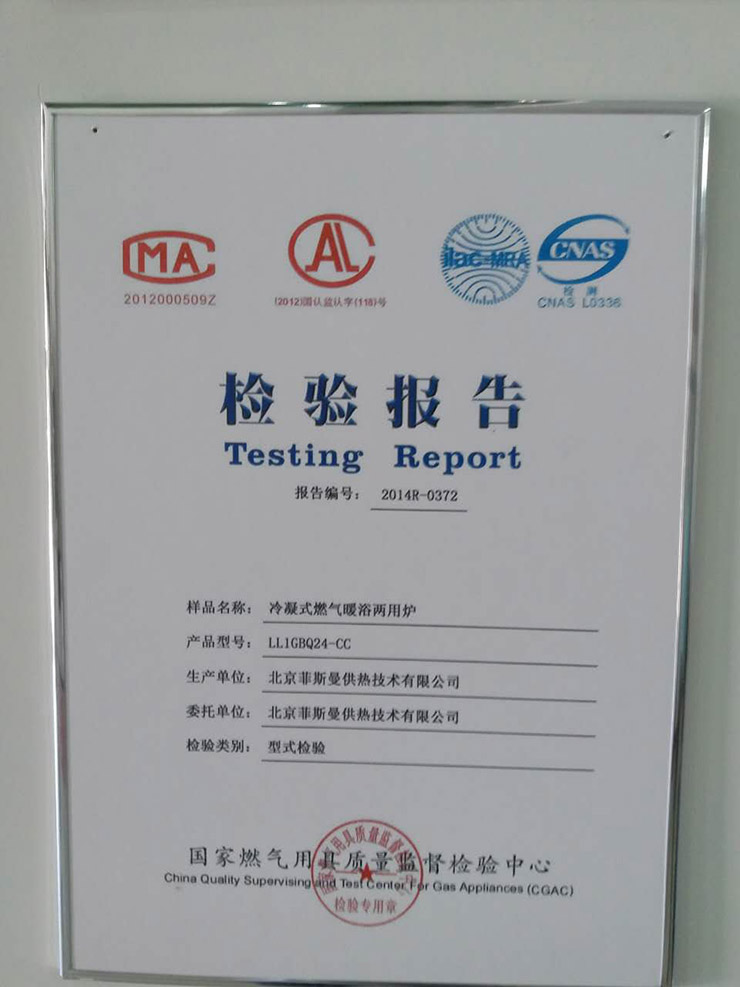 MA
2012000509Z
AL
(2012)国认监认字(118)号
ilac-MRA
CNAS
检 测
CNAS L0336
检验报告
Testing Report
报告编号： 2014R-0372
样品名称： 冷凝式燃气暖浴两用炉
产品型号： LL1GBQ24-CC
生产单位： 北京菲斯曼供热技术有限公司
委托单位： 北京菲斯曼供热技术有限公司
检验类别： 型式检验
国家燃气用具质量监督检验中心
China Quality Supervising and Test Center For Gas Appliances (CGAC)
用具质量监督
检验专用章